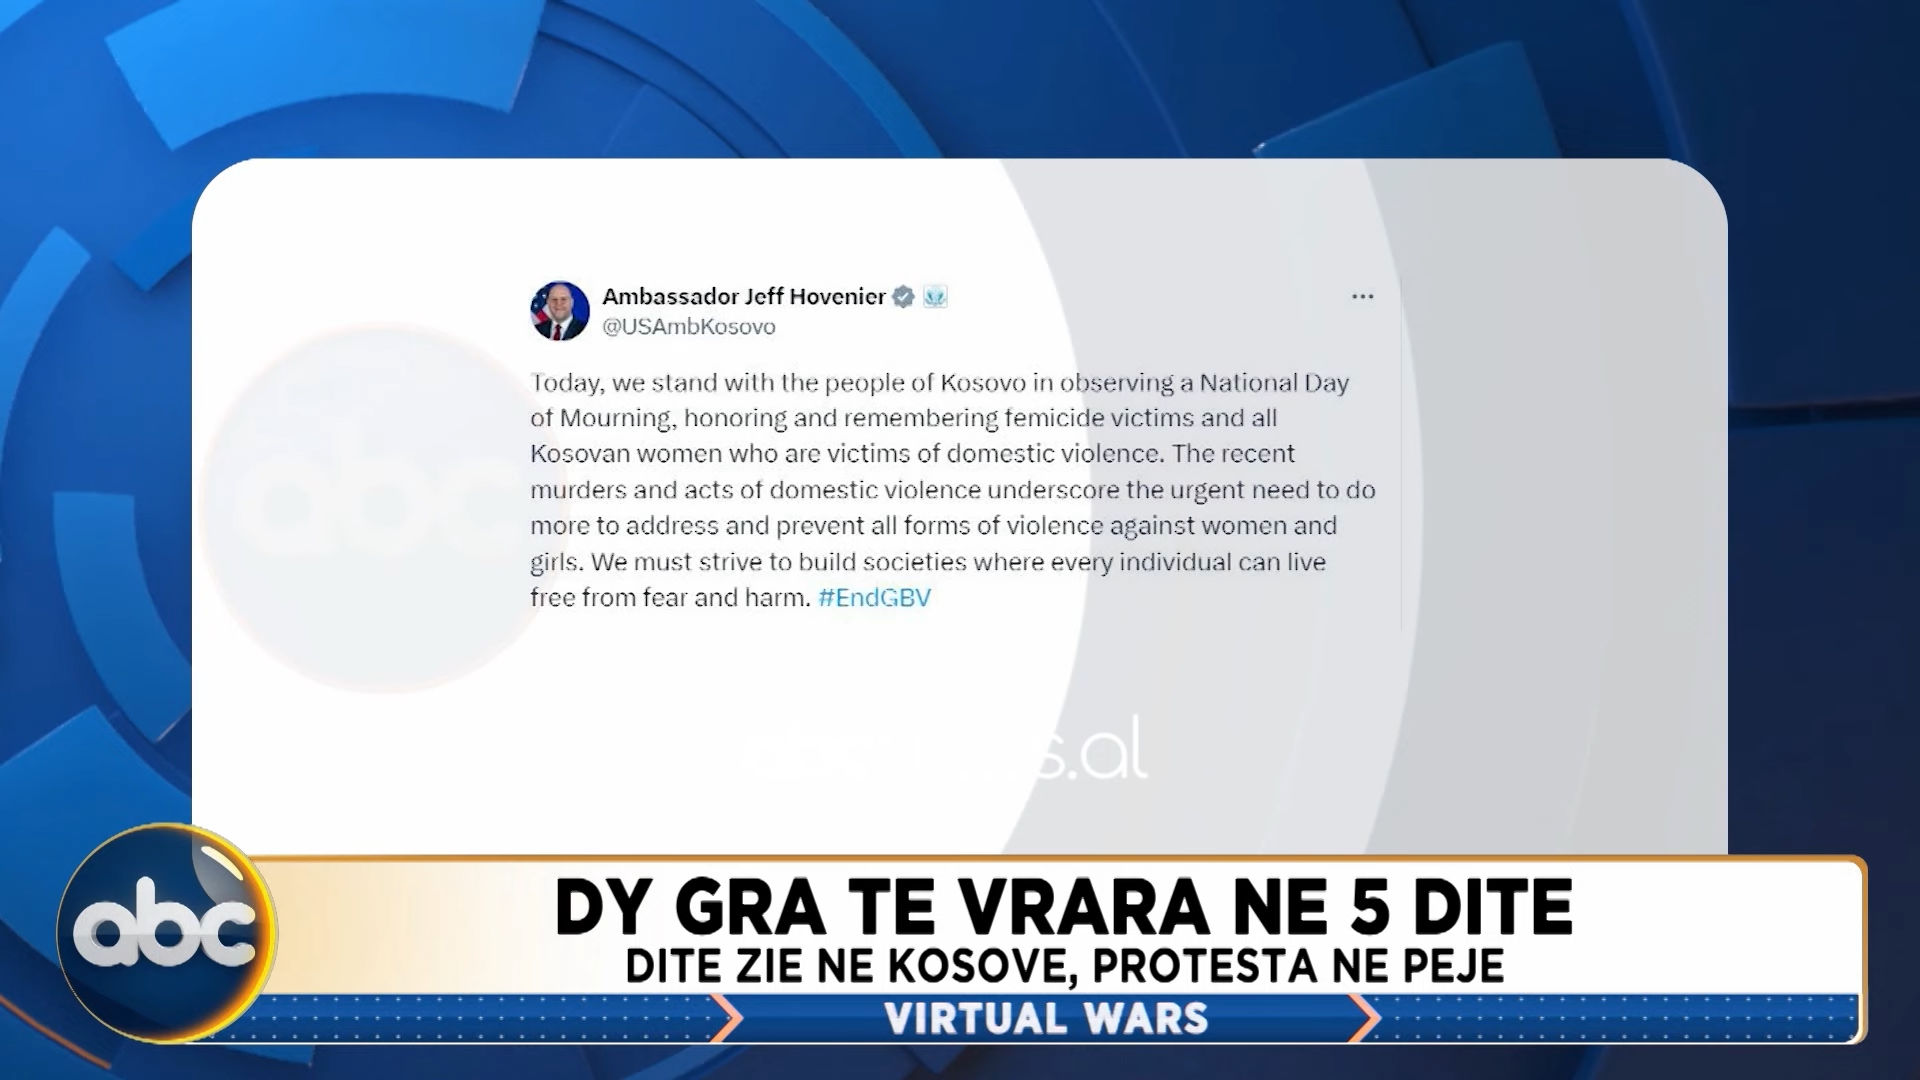 Ambassador Jeff Hovenier
@USAmbKosovo
Today, we stand with the people of Kosovo in observing a National Day
of Mourning, honoring and remembering femicide victims and all
Kosovan women who are victims of domestic violence. The recent
murders and acts of domestic violence underscore the urgent need to do
more to address and prevent all forms of violence against women and
girls. We must strive to build societies where every individual can live
free from fear and harm. #EndGBV
abc
s.al
DY GRA TE VRARA NE 5 DITE
DITE ZIE NE KOSOVE, PROTESTA NE PEJE
abc
VIRTUAL WARS